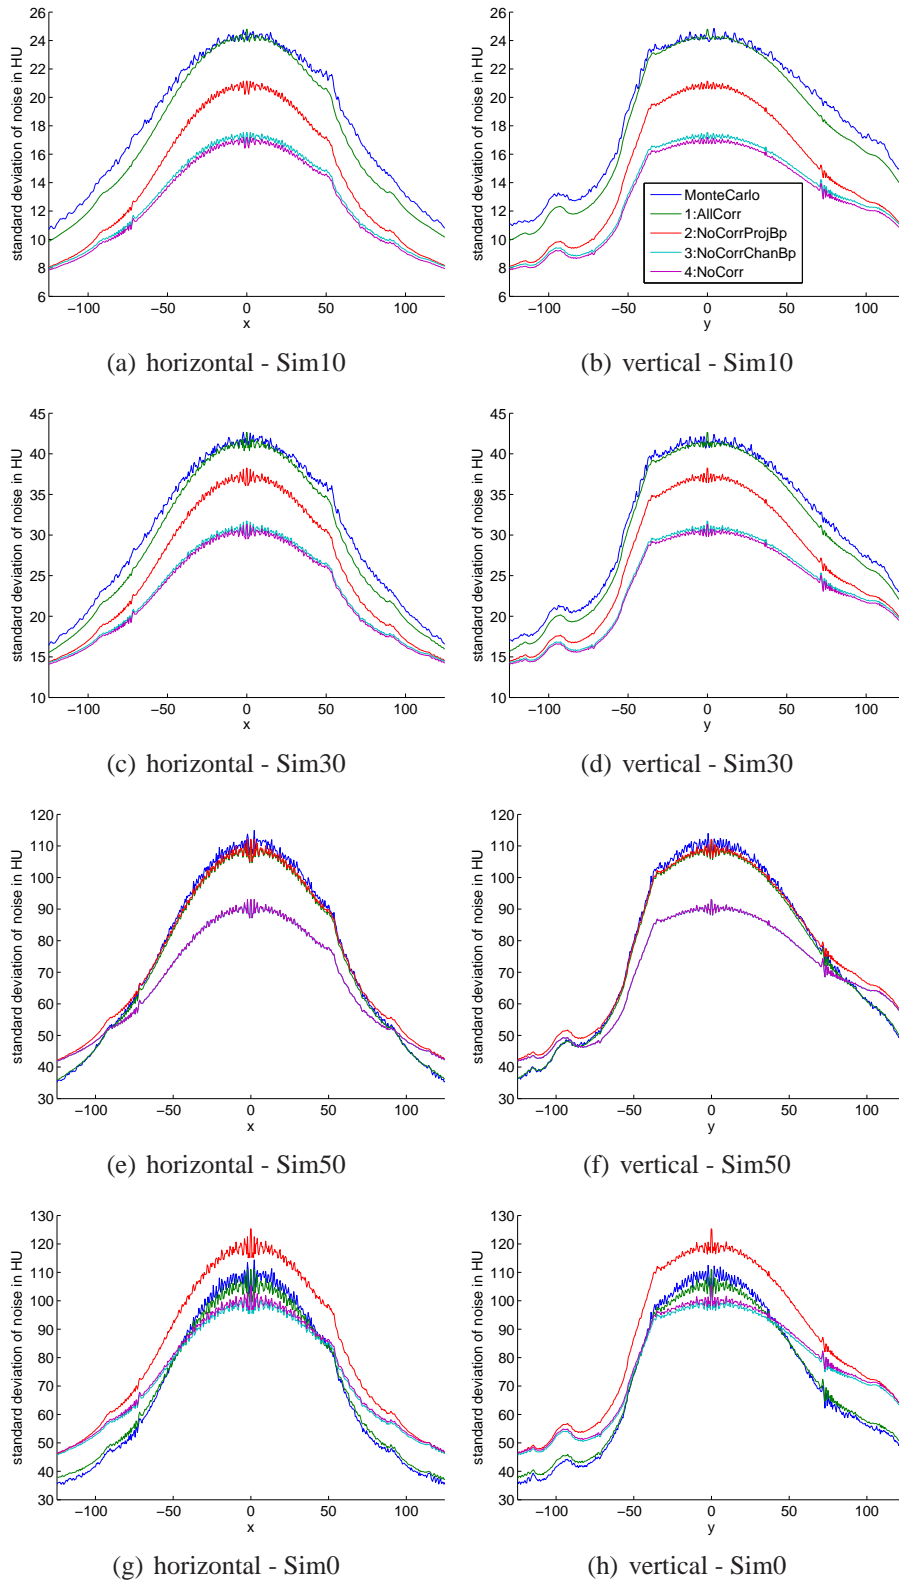 standard deviation of noise in HU
26
24
22
20
18
16
14
12
10
8
6
−100 −50 0 50 100
x
(a) horizontal - Sim10
standard deviation of noise in HU
26
24
22
20
18
16
14
12
10
8
6
MonteCarlo
1:AllCorr
2:NoCorrProjBp
3:NoCorrChanBp
4:NoCorr
−100 −50 0 50 100
y
(b) vertical - Sim10
standard deviation of noise in HU
45
40
35
30
25
20
15
10
−100 −50 0 50 100
x
(c) horizontal - Sim30
standard deviation of noise in HU
45
40
35
30
25
20
15
10
−100 −50 0 50 100
y
(d) vertical - Sim30
standard deviation of noise in HU
120
110
100
90
80
70
60
50
40
30
−100 −50 0 50 100
x
(e) horizontal - Sim50
standard deviation of noise in HU
120
110
100
90
80
70
60
50
40
30
−100 −50 0 50 100
y
(f) vertical - Sim50
standard deviation of noise in HU
130
120
110
100
90
80
70
60
50
40
30
−100 −50 0 50 100
x
(g) horizontal - Sim0
standard deviation of noise in HU
130
120
110
100
90
80
70
60
50
40
30
−100 −50 0 50 100
y
(h) vertical - Sim0